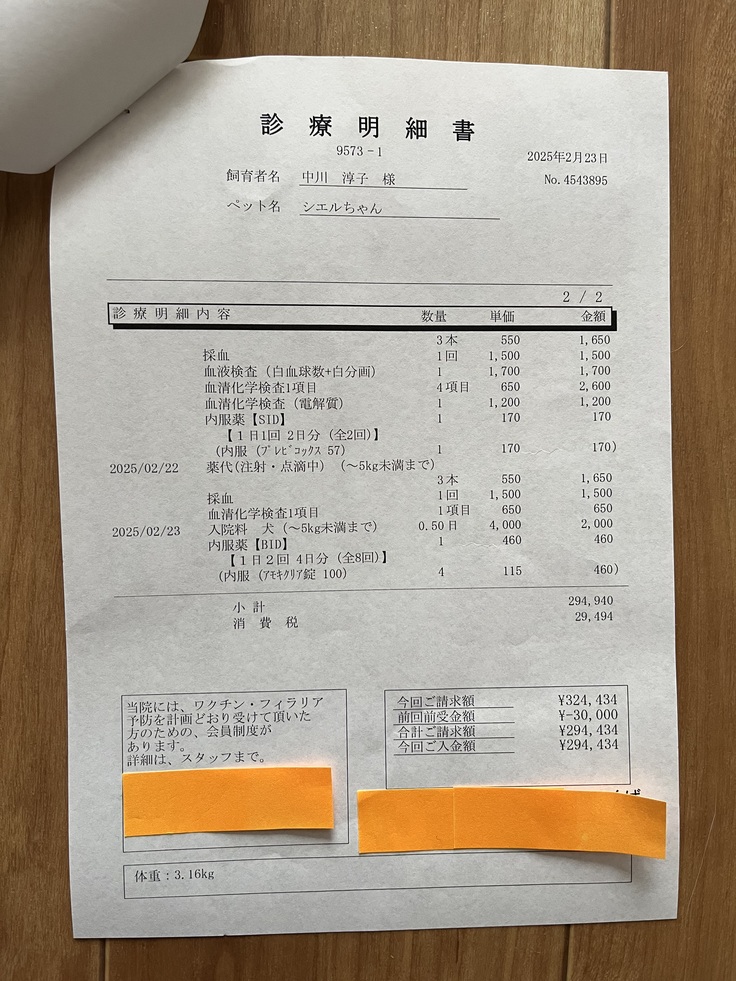 診療明細書
9573-1
2025年2月23日
飼育者名 中川 淳子 様
No. 4543895
ペット名 シエルちゃん
2 / 2
診療明細内容 数量 単価 金額
3本 550 1,650
採血 1回 1,500 1,500
血液検査（白血球数+白分画） 1 1,700 1,700
血清化学検査1項目 4項目 650 2,600
血清化学検査（電解質） 1 1,200 1,200
内服薬【SID】 1 170 170
【１日1回 2日分（全2回）】
（内服（ﾌﾟﾚﾋﾞｺｯｸｽ 57） 1 170 170）
2025/02/22 薬代(注射・点滴中）（～5kg未満まで）
3本 550 1,650
採血 1回 1,500 1,500
血清化学検査1項目 1項目 650 650
2025/02/23 入院料 犬（～5kg未満まで） 0.50日 4,000 2,000
内服薬【BID】 1 460 460
【１日２回 4日分（全8回）】
（内服（ｱﾓｷｸﾘｱ錠 100） 4 115 460）
小 計 294,940
消 費 税 29,494
当院には、ワクチン・フィラリア
予防を計画どおり受けて頂いた
方のための、会員制度が
あります。
詳細は、スタッフまで。
今回ご請求額 ¥324,434
前回前受金額 ¥-30,000
合計ご請求額 ¥294,434
今回ご入金額 ¥294,434
体重：3.16kg